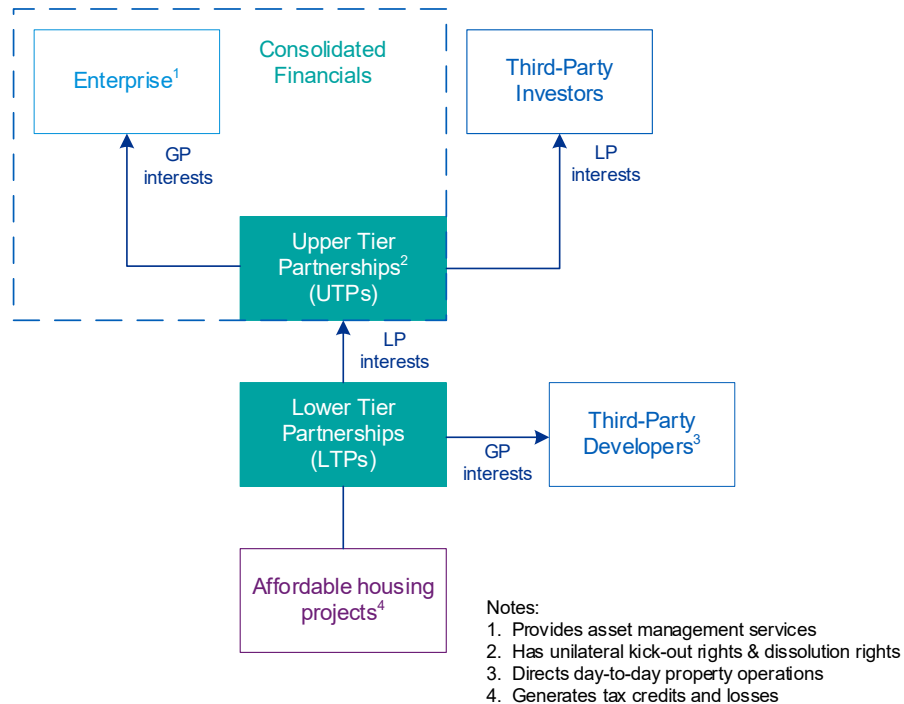 Consolidated
Financials
Enterprise1
Third-Party
Investors
GP
interests
LP
interests
Upper Tier
Partnerships2
(UTPs)
LP
interests
Lower Tier
Partnerships
(LTPs)
GP
interests
Third-Party
Developers3
Affordable housing
projects4
Notes:
1. Provides asset management services
2. Has unilateral kick-out rights & dissolution rights
3. Directs day-to-day property operations
4. Generates tax credits and losses